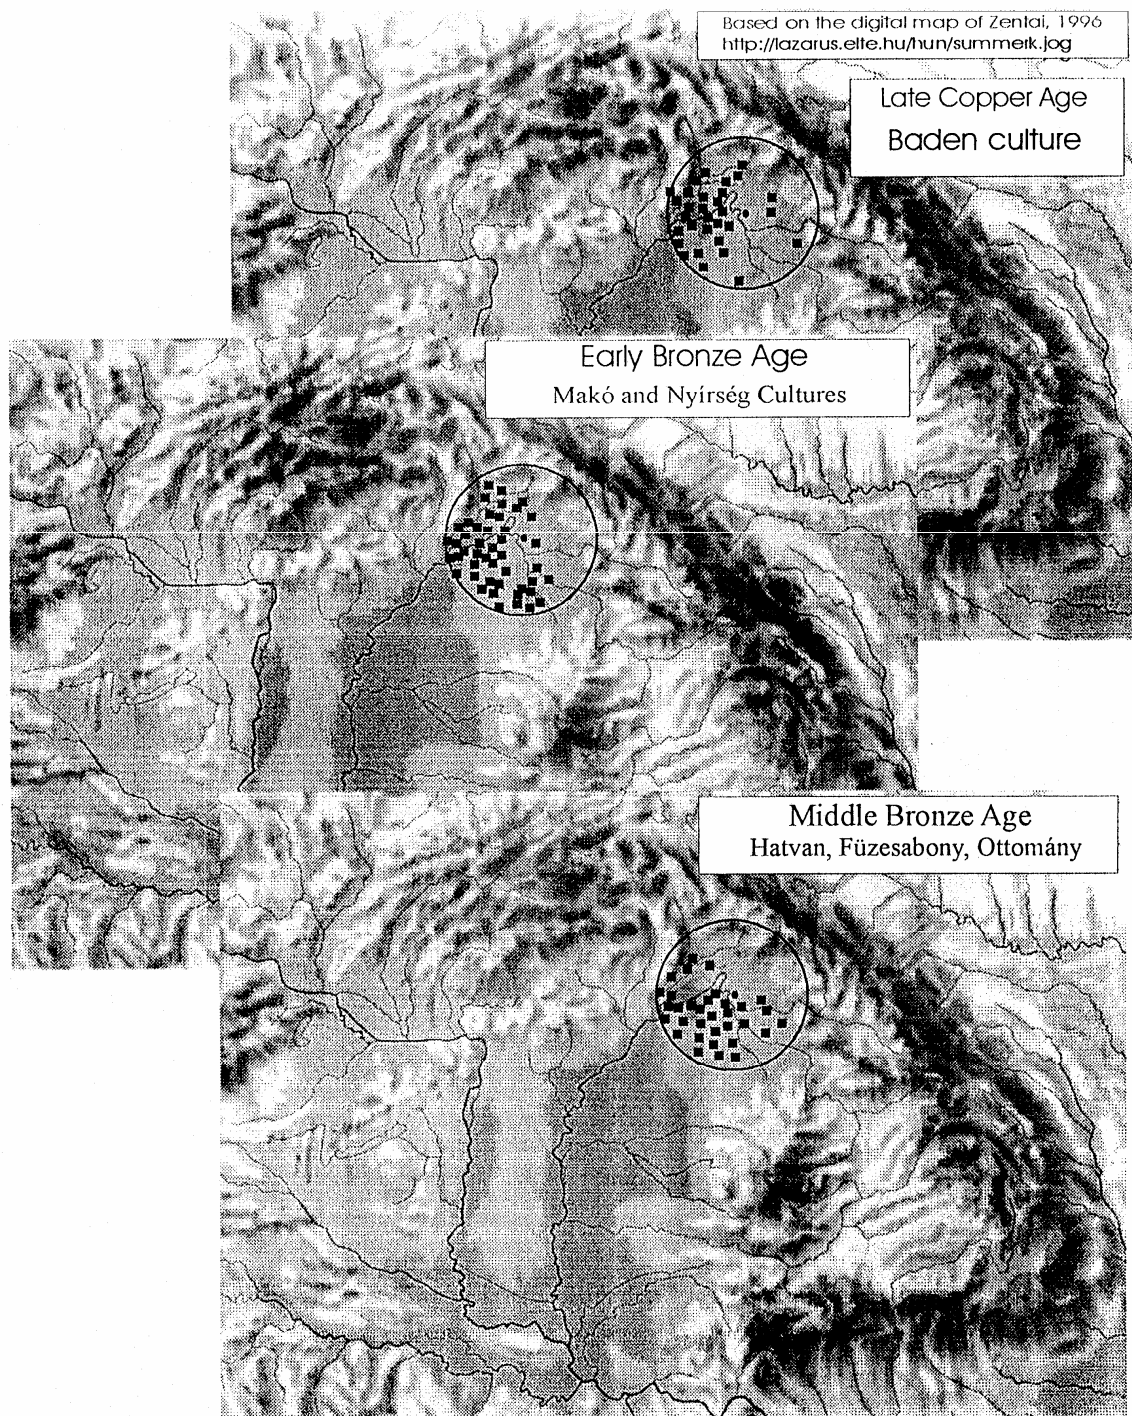 Based on the digital map of Zentai, 1996
http://lazarus.elte.hu/hun/summerk.jog
Late Copper Age
Baden culture
Early Bronze Age
Makó and Nyírség Cultures
Middle Bronze Age
Hatvan, Füzesabony, Ottomány